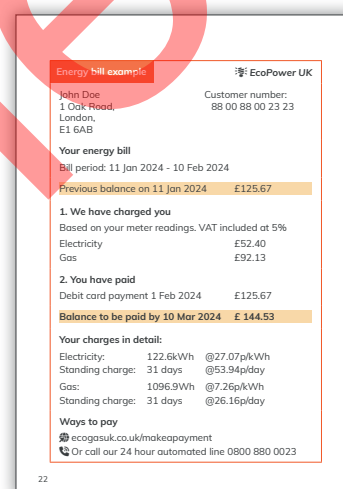 Energy bill example
EcoPower UK
John Doe
1 Oak Road,
London,
E1 6AB
Customer number:
88 00 88 00 23 23
Your energy bill
Bill period: 11 Jan 2024 - 10 Feb 2024
Previous balance on 11 Jan 2024 £125.67
1. We have charged you
Based on your meter readings. VAT included at 5%
Electricity £52.40
Gas £92.13
2. You have paid
Debit card payment 1 Feb 2024 £125.67
Balance to be paid by 10 Mar 2024 £ 144.53
Your charges in detail:
Electricity: 122.6kWh @27.07p/kWh
Standing charge: 31 days @53.94p/day
Gas: 1096.9Wh @7.26p/kWh
Standing charge: 31 days @26.16p/day
Ways to pay
ecogasuk.co.uk/makeapayment
Or call our 24 hour automated line 0800 880 0023
22